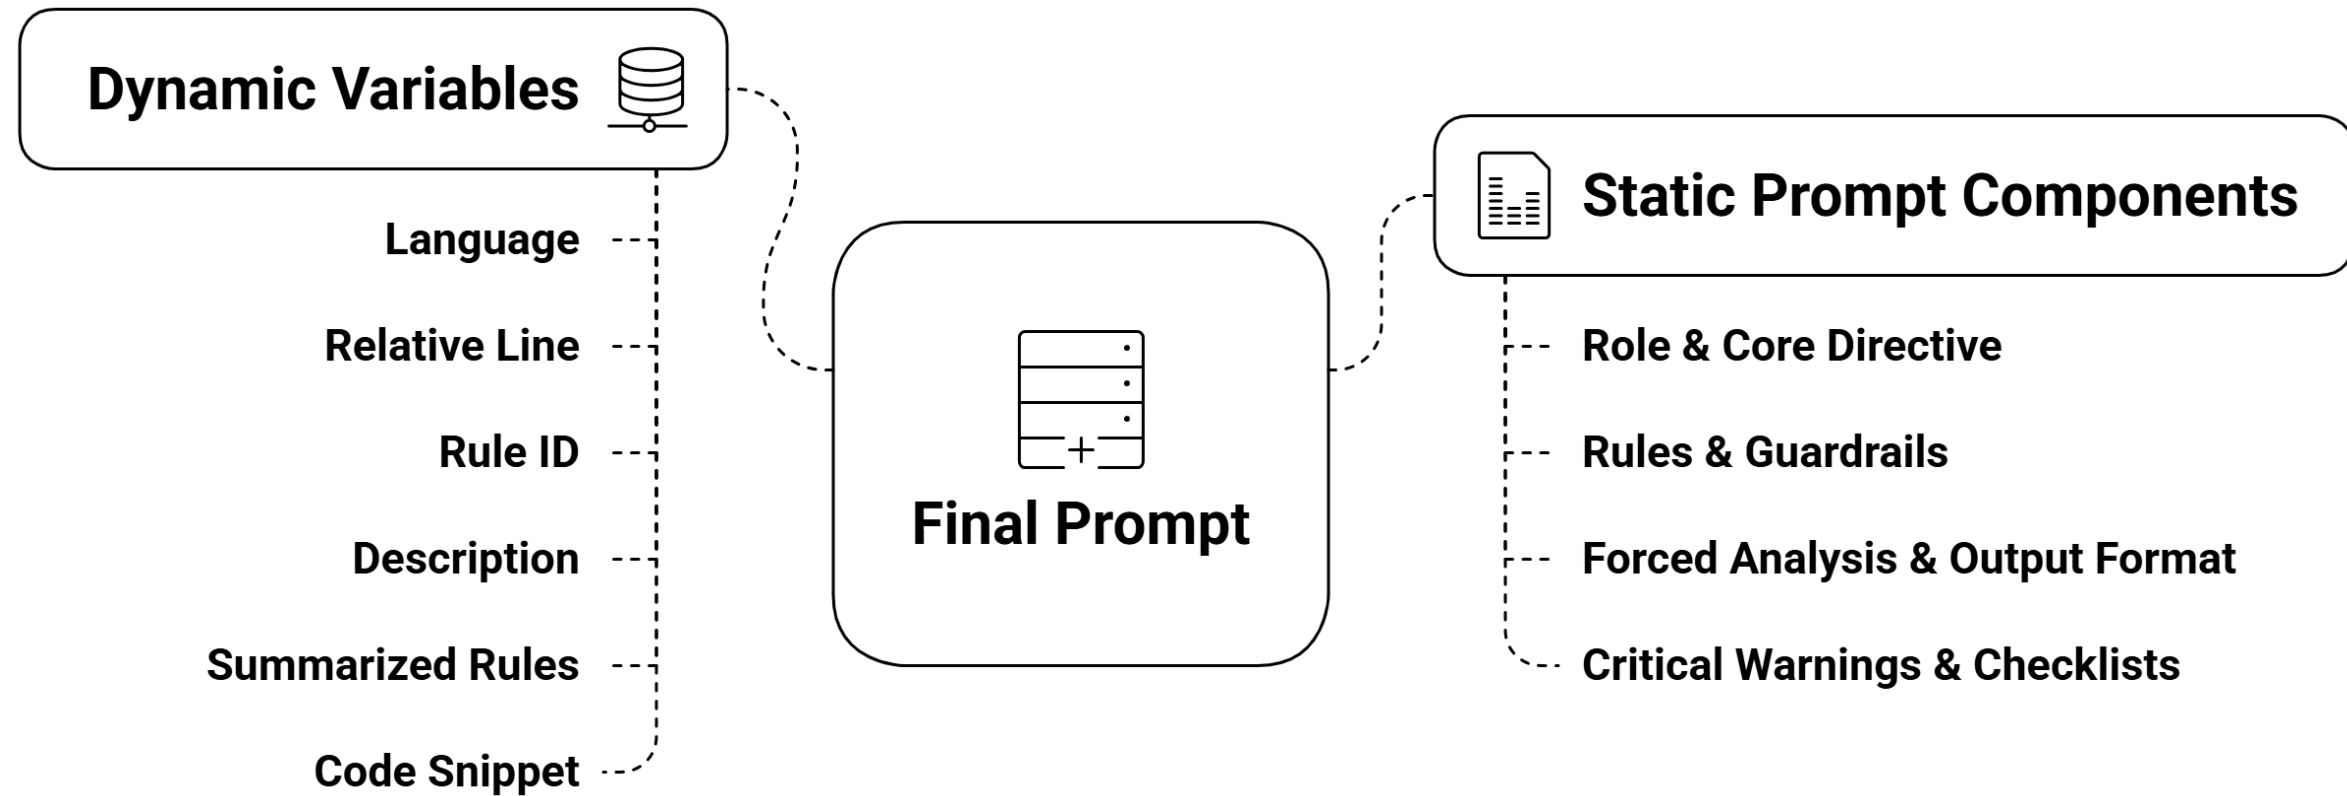 Dynamic Variables
Language
Relative Line
Rule ID
Description
Summarized Rules
Code Snippet
Final Prompt
Static Prompt Components
Role & Core Directive
Rules & Guardrails
Forced Analysis & Output Format
Critical Warnings & Checklists